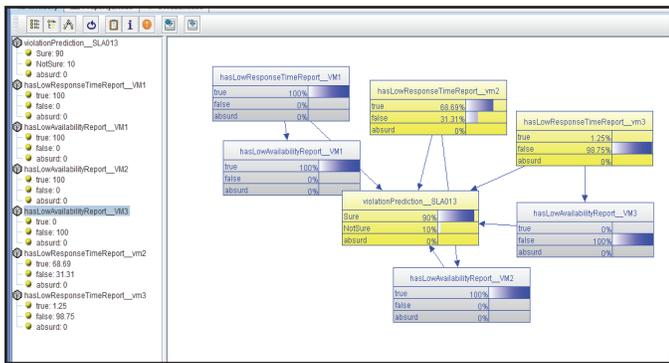 violationPrediction__SLA013
Sure: 90
NotSure: 10
absurd: 0
hasLowResponseTimeReport__VM1
true: 100
false: 0
absurd: 0
hasLowAvailabilityReport__VM1
true: 100
false: 0
absurd: 0
hasLowAvailabilityReport__VM2
true: 100
false: 0
absurd: 0
hasLowAvailabilityReport__VM3
true: 0
false: 100
absurd: 0
hasLowResponseTimeReport__vm2
true: 68.69
false: 31.31
absurd: 0
hasLowResponseTimeReport__vm3
true: 1.25
false: 98.75
absurd: 0
hasLowResponseTimeReport__VM1
true 100%
false 0%
absurd 0%
hasLowResponseTimeReport__vm2
true 68.69%
false 31.31%
absurd 0%
hasLowResponseTimeReport__vm3
true 1.25%
false 98.75%
absurd 0%
hasLowAvailabilityReport__VM1
true 100%
false 0%
absurd 0%
violationPrediction__SLA013
Sure 90%
NotSure 10%
absurd 0%
hasLowAvailabilityReport__VM3
true 0%
false 100%
absurd 0%
hasLowAvailabilityReport__VM2
true 100%
false 0%
absurd 0%